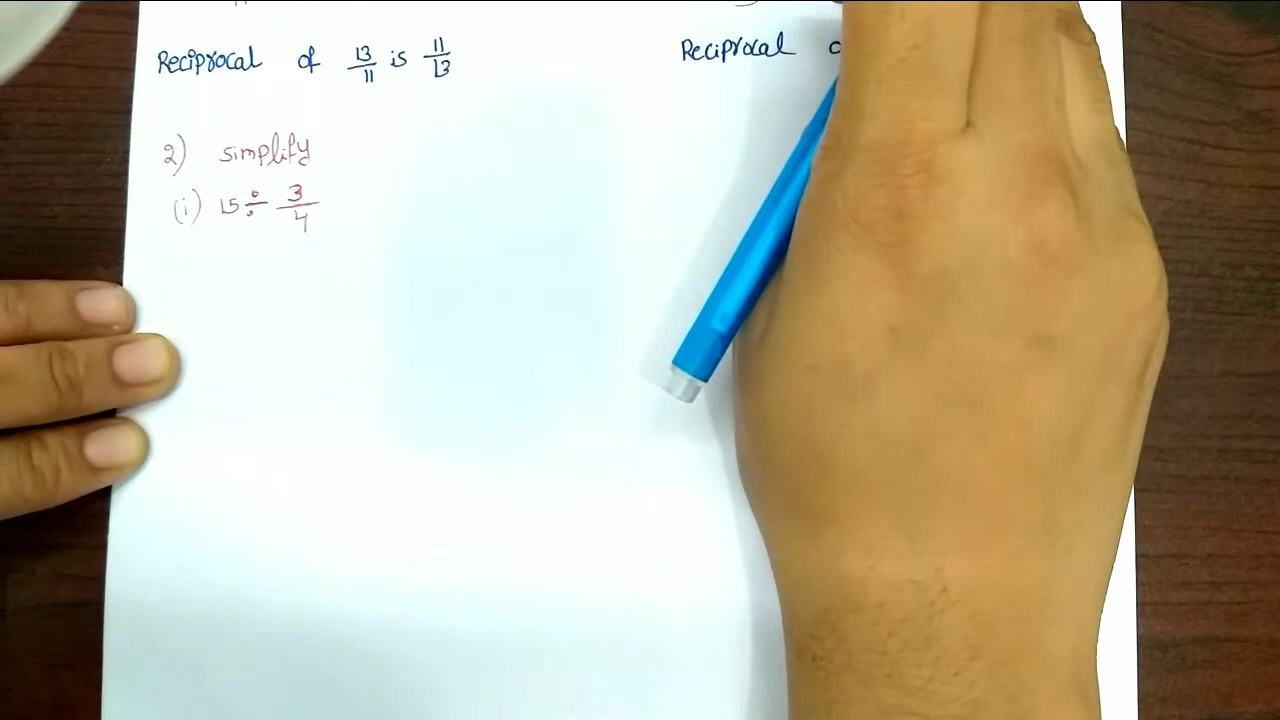 Reciprocal of 13/11 is 11/13
Reciprocal
2) simplify
(i) 15 ÷ 3/4